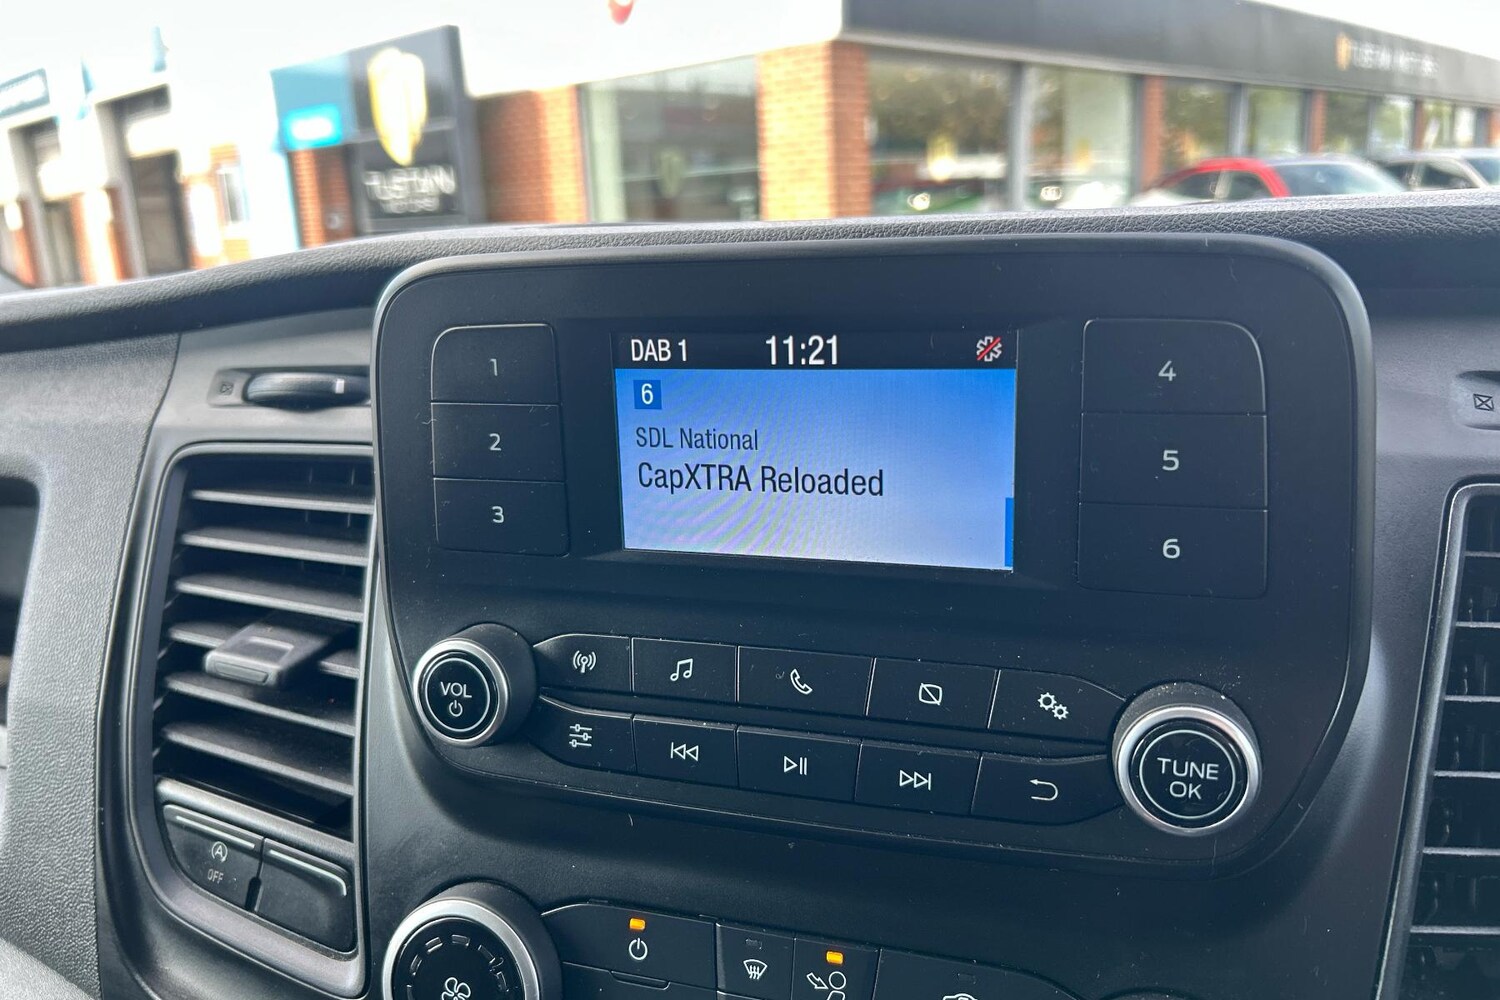 TUSTAIN
DAB 1 11:21
6
SDL National
CapXTRA Reloaded
1
2
3
4
5
6
VOL
TUNE
OK
A
OFF